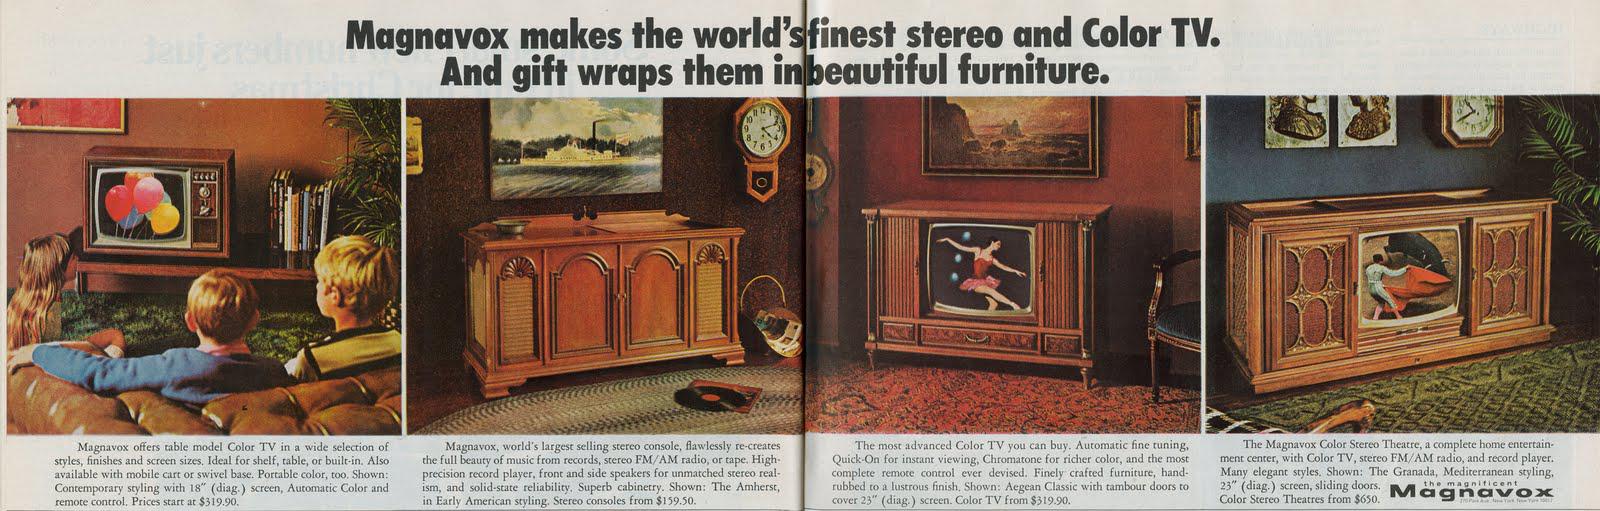 Magnavox makes the world's finest stereo and Color TV.
And gift wraps them in beautiful furniture.
Magnavox offers table model Color TV in a wide selection of
styles, finishes and screen sizes. Ideal for shelf, table, or built-in. Also
available with mobile cart or swivel base. Portable color, too. Shown:
Contemporary styling with 18" (diag.) screen, Automatic Color and
remote control. Prices start at $319.90.
Magnavox, world's largest selling stereo console, flawlessly re-creates
the full beauty of music from records, stereo FM/AM radio, or tape. High-
precision record player, front and side speakers for unmatched stereo real-
ism, and solid-state reliability. Superb cabinetry. Shown: The Amherst,
in Early American styling. Stereo consoles from $159.50.
The most advanced Color TV you can buy. Automatic fine tuning,
Quick-On for instant viewing, Chromatone for richer color, and the most
complete remote control ever devised. Finely crafted furniture, hand-
rubbed to a lustrous finish. Shown: Aegean Classic with tambour doors to
cover 23" (diag.) screen. Color TV from $319.90.
The Magnavox Color Stereo Theatre, a complete home entertain-
ment center, with Color TV, stereo FM/AM radio, and record player.
Many elegant styles. Shown: The Granada, Mediterranean styling,
23" (diag.) screen, sliding doors.
Color Stereo Theatres from $650.
the magnificent
Magnavox